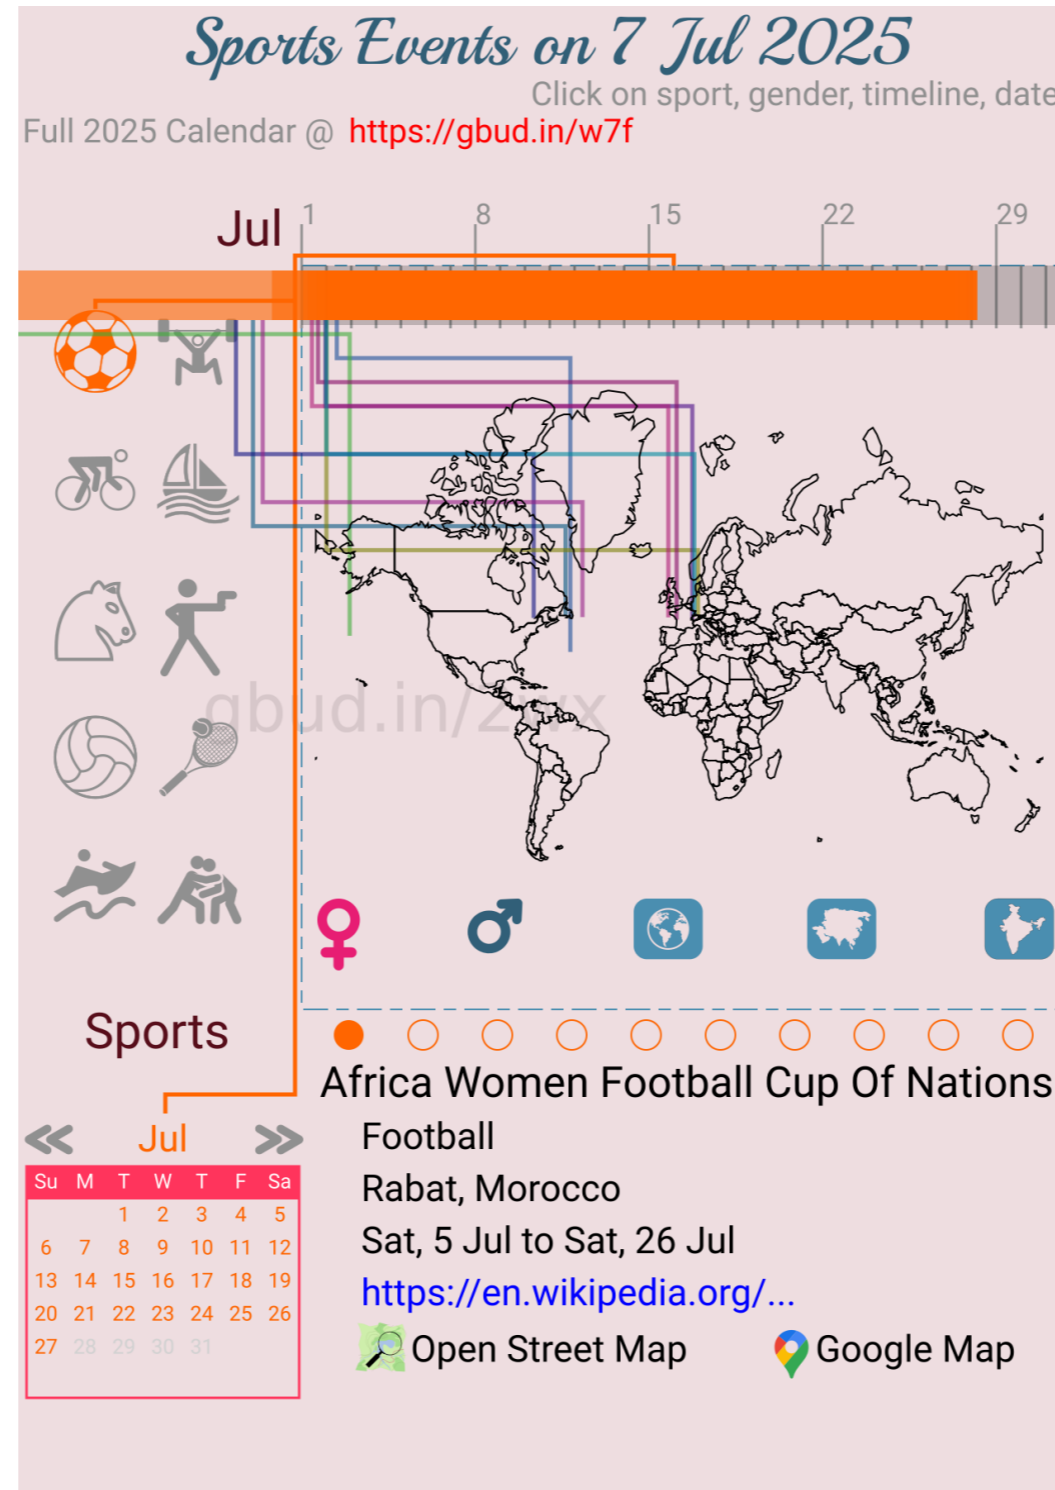 Sports Events on 7 Jul 2025
Click on sport, gender, timeline, date
Full 2025 Calendar @ https://gbud.in/w7f
Jul 1 8 15 22 29
gbud.in/2wx
Sports
Africa Women Football Cup Of Nations
Football
Rabat, Morocco
Sat, 5 Jul to Sat, 26 Jul
https://en.wikipedia.org/...
Open Street Map Google Map
Jul
Su M T W T F Sa
1 2 3 4 5
6 7 8 9 10 11 12
13 14 15 16 17 18 19
20 21 22 23 24 25 26
27 28 29 30 31